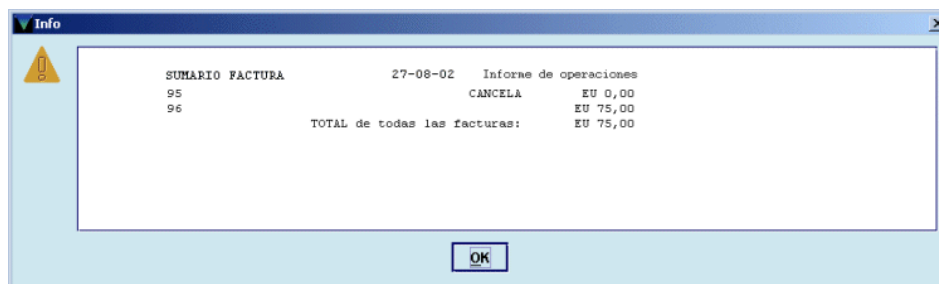 Info
SUMARIO FACTURA 27-08-02 Informe de operaciones
95 CANCELA EU 0,00
96 EU 75,00
TOTAL de todas las facturas: EU 75,00
OK